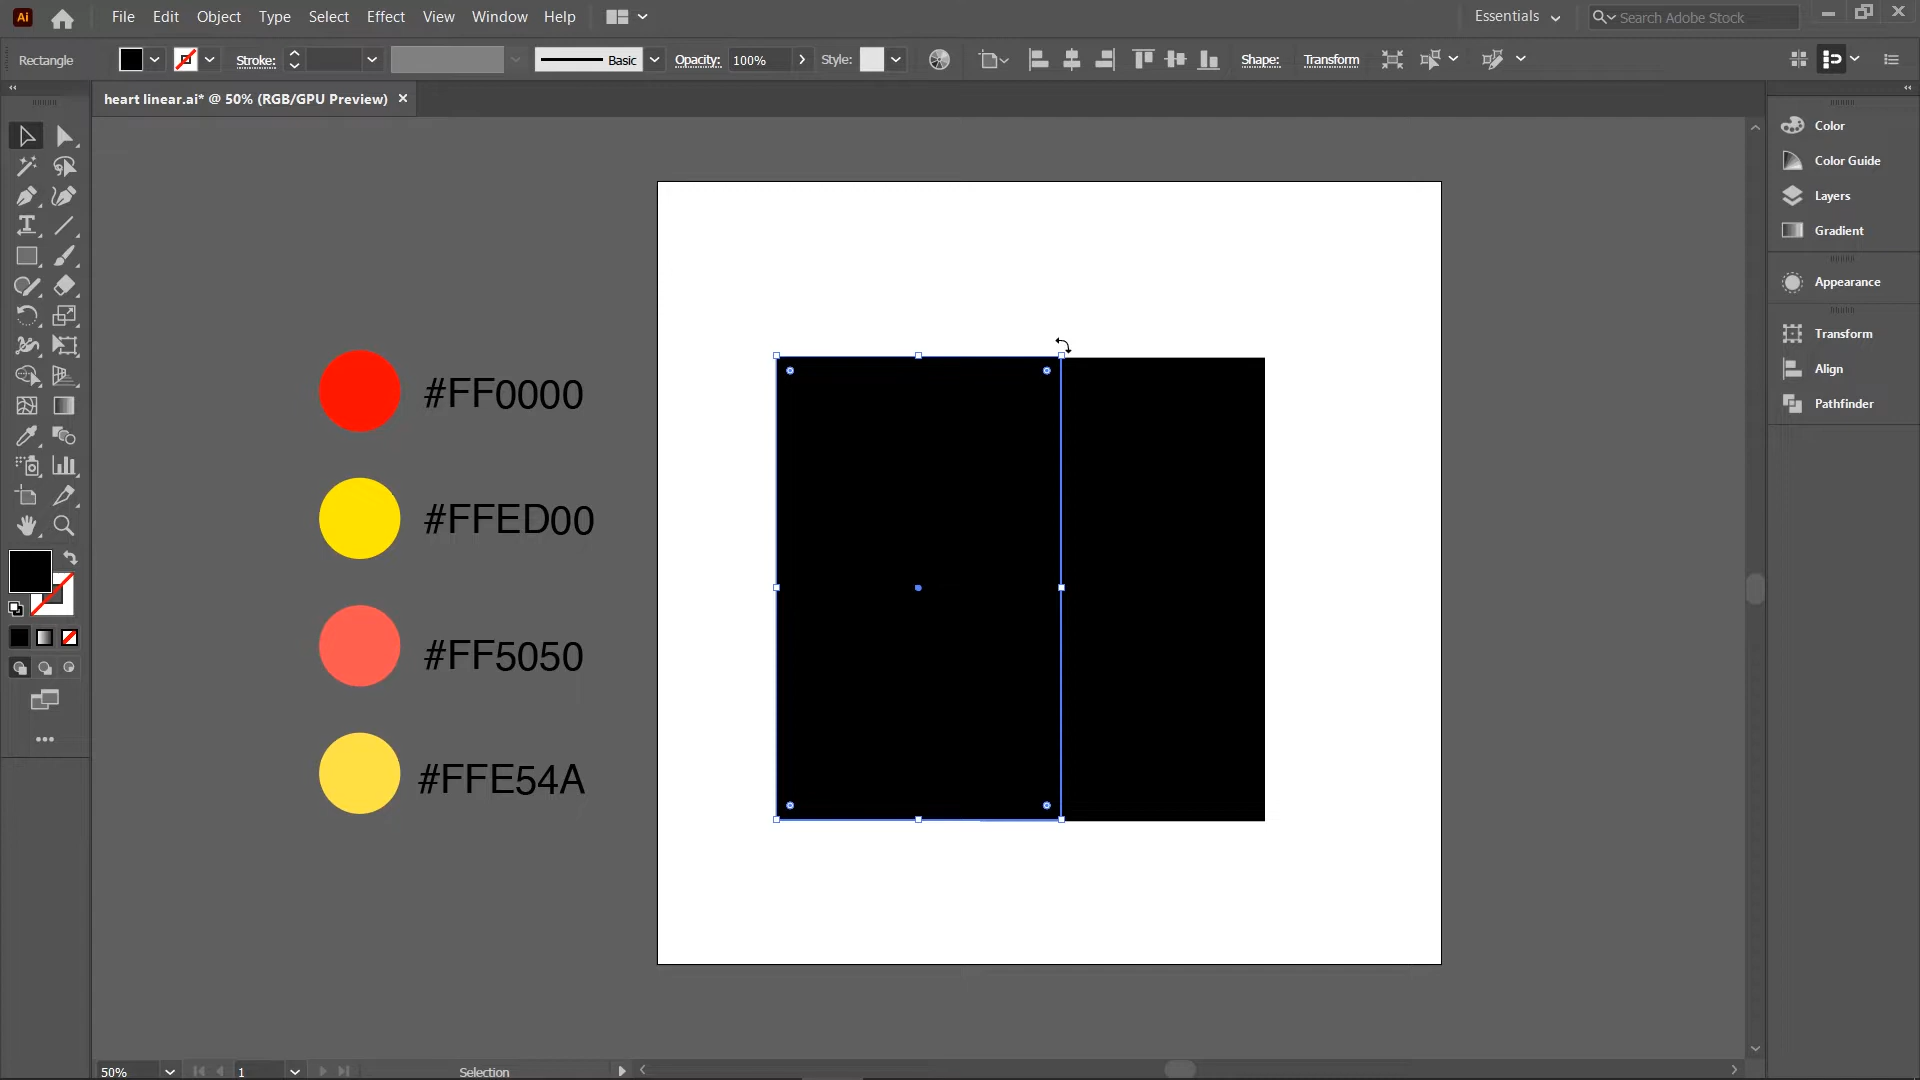 Ai File Edit Object Type Select Effect View Window Help Essentials Search Adobe Stock
Rectangle Stroke: Basic Opacity: 100% Style: Shape: Transform
heart linear.ai* @ 50% (RGB/GPU Preview)
Color
Color Guide
Layers
Gradient
Appearance
Transform
Align
Pathfinder
#FF0000
#FFED00
#FF5050
#FFE54A
50% 1 Selection